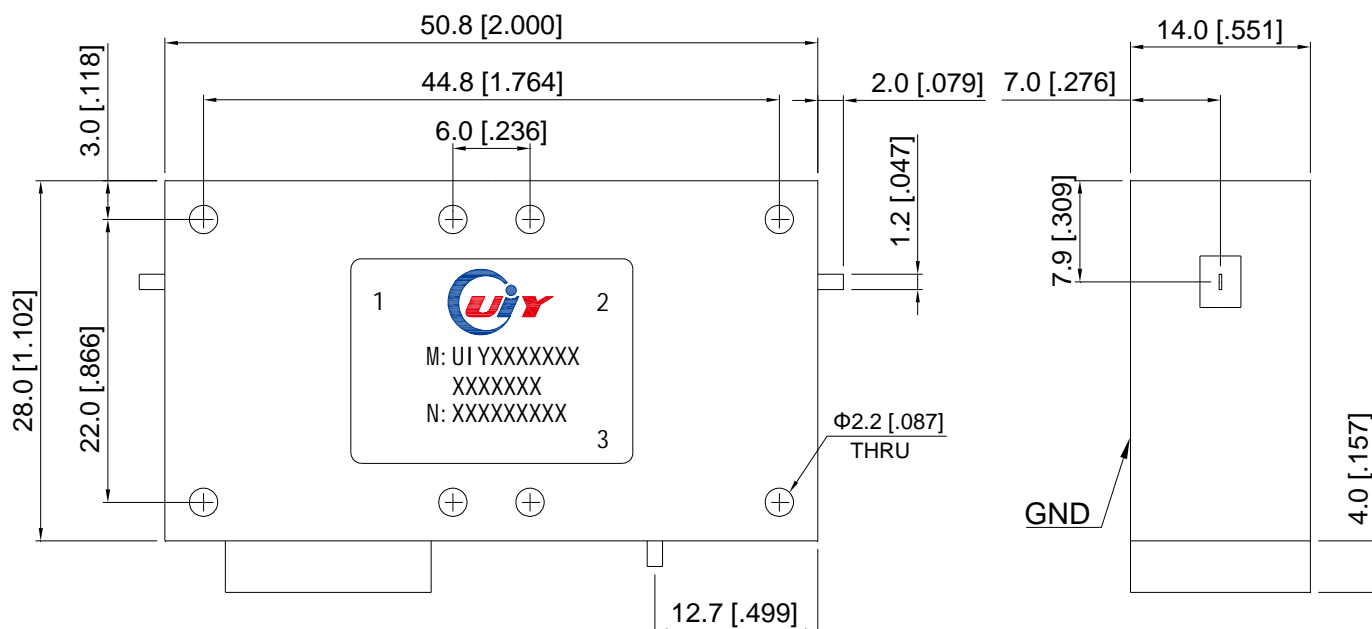 50.8 [2.000]
14.0 [.551]
44.8 [1.764]
2.0 [.079]
7.0 [.276]
3.0 [.118]
6.0 [.236]
1.2 [.047]
7.9 [.309]
28.0 [1.102]
22.0 [.866]
1
UiY
2
M: UIYXXXXXXX
XXXXXXX
N: XXXXXXXXX
3
Φ2.2 [.087]
THRU
GND
4.0 [.157]
12.7 [.499]